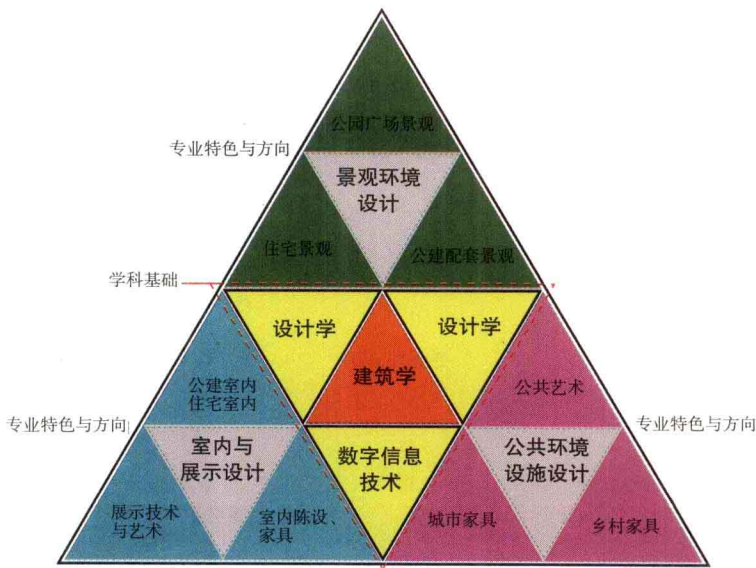 公园广场景观
专业特色与方向
景观环境
设计
住宅景观
公建配套景观
学科基础
设计学
设计学
建筑学
公建室内
住宅室内
公共艺术
专业特色与方向
专业特色与方向
室内与
展示设计
数字信息
技术
公共环境
设施设计
展示技术
与艺术
室内陈设、
家具
城市家具
乡村家具